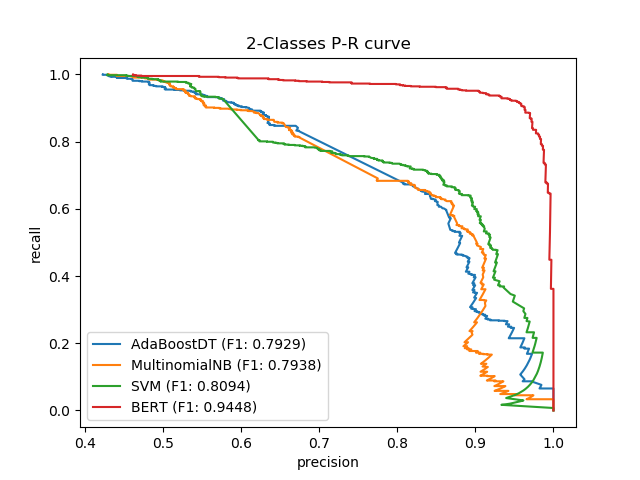 2-Classes P-R curve
1.0
0.8
0.6
0.4
0.2
0.0
recall
AdaBoostDT (F1: 0.7929)
MultinomialNB (F1: 0.7938)
SVM (F1: 0.8094)
BERT (F1: 0.9448)
0.4 0.5 0.6 0.7 0.8 0.9 1.0
precision